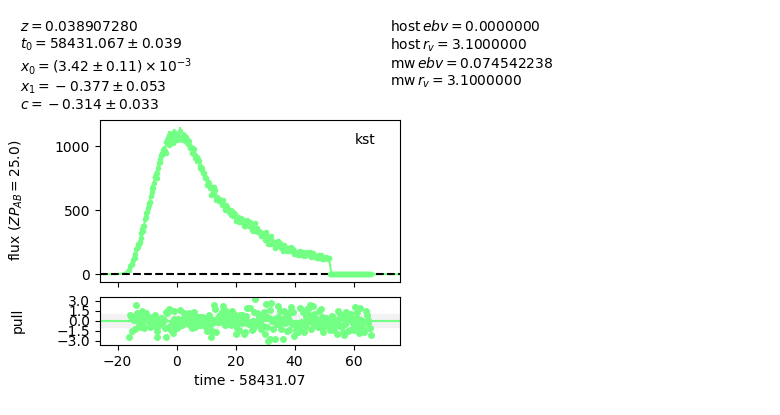 z = 0.038907280
t₀ = 58431.067 ± 0.039
x₀ = (3.42 ± 0.11) × 10⁻³
x₁ = − 0.377 ± 0.053
c = − 0.314 ± 0.033
host ebv = 0.0000000
host r_v = 3.1000000
mw ebv = 0.074542238
mw r_v = 3.1000000
kst
flux (ZP_AB = 25.0)
1000
500
0
pull
3.0
1.5
0.0
−1.5
−3.0
−20 0 20 40 60
time - 58431.07